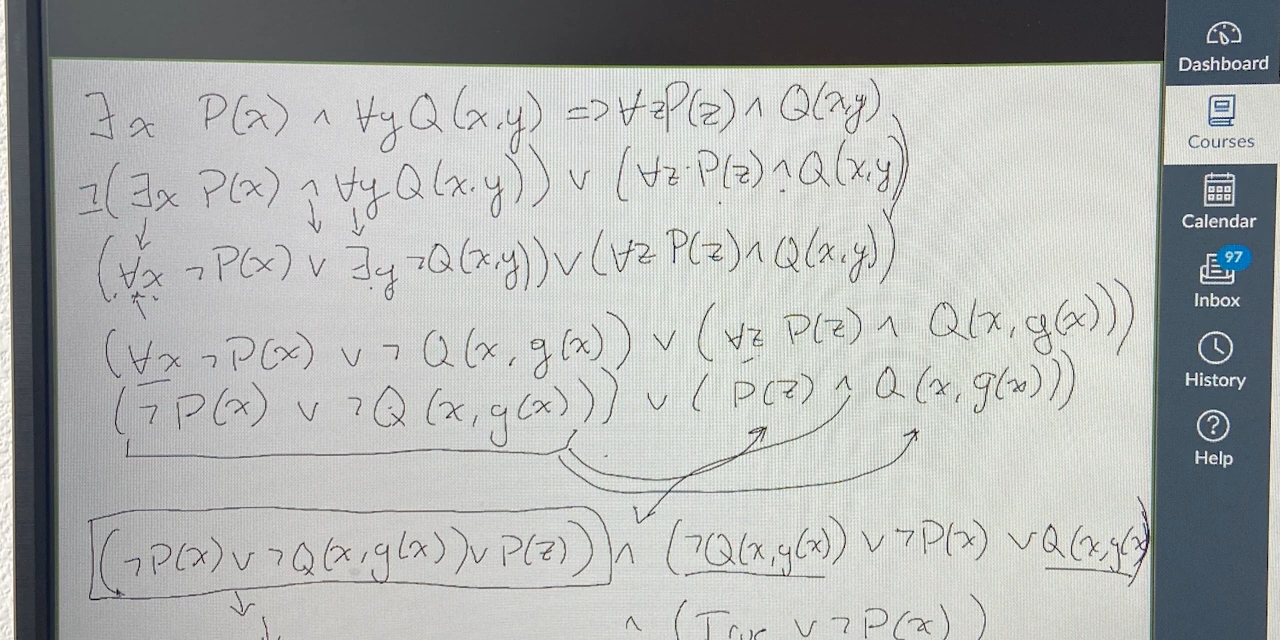 ∃x P(x) ∧ ∀y Q(x,y) => ∀z P(z) ∧ Q(x,y)
¬(∃x P(x) ∧ ∀y Q(x,y)) ∨ (∀z P(z) ∧ Q(x,y))
(∀x ¬P(x) ∨ ∃y ¬Q(x,y)) ∨ (∀z P(z) ∧ Q(x,y))
(∀x ¬P(x) ∨ ¬Q(x, g(x))) ∨ (∀z P(z) ∧ Q(x, g(x)))
(¬P(x) ∨ ¬Q(x, g(x))) ∨ (P(z) ∧ Q(x, g(x)))
(¬P(x) ∨ ¬Q(x, g(x)) ∨ P(z)) ∧ (¬Q(x,g(x)) ∨ ¬P(x) ∨ Q(x,g(x)
∧ (True ∨ ¬P(x))
Dashboard
Courses
Calendar
97
Inbox
History
?
Help